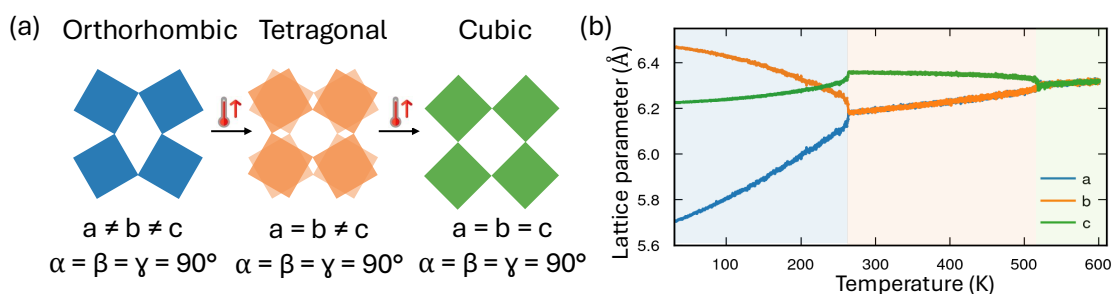 (a)
Orthorhombic
Tetragonal
Cubic
a ≠ b ≠ c
α = β = γ = 90°
a = b ≠ c
α = β = γ = 90°
a = b = c
α = β = γ = 90°
(b)
Lattice parameter (Å)
6.4
6.2
6.0
5.8
5.6
100
200
300
400
500
600
Temperature (K)
a
b
c